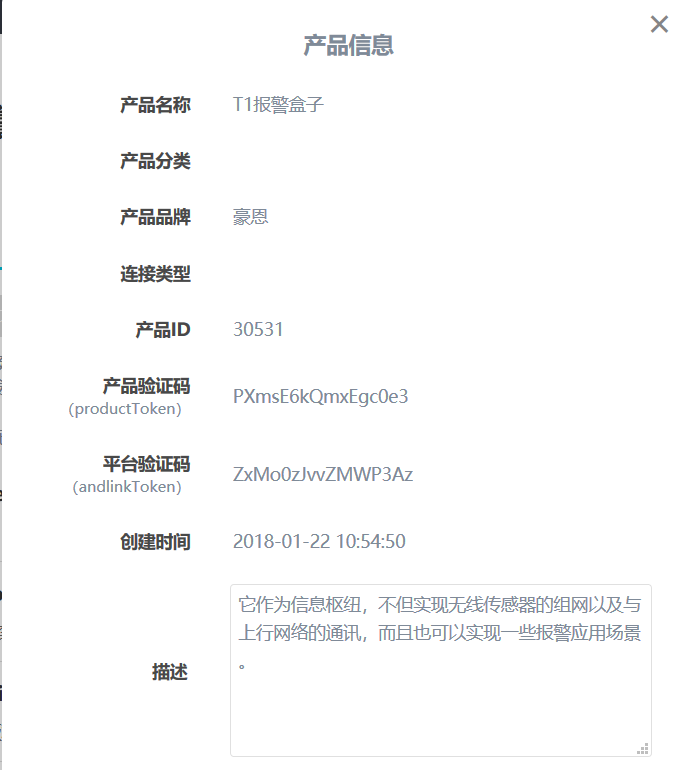 产品信息
产品名称 T1报警盒子
产品分类
产品品牌 豪恩
连接类型
产品ID 30531
产品验证码
（productToken） PXmsE6kQmxEgc0e3
平台验证码
（andlinkToken） ZxMo0zJvvZMWP3Az
创建时间 2018-01-22 10:54:50
描述
它作为信息枢纽，不但实现无线传感器的组网以及与
上行网络的通讯，而且也可以实现一些报警应用场景
。